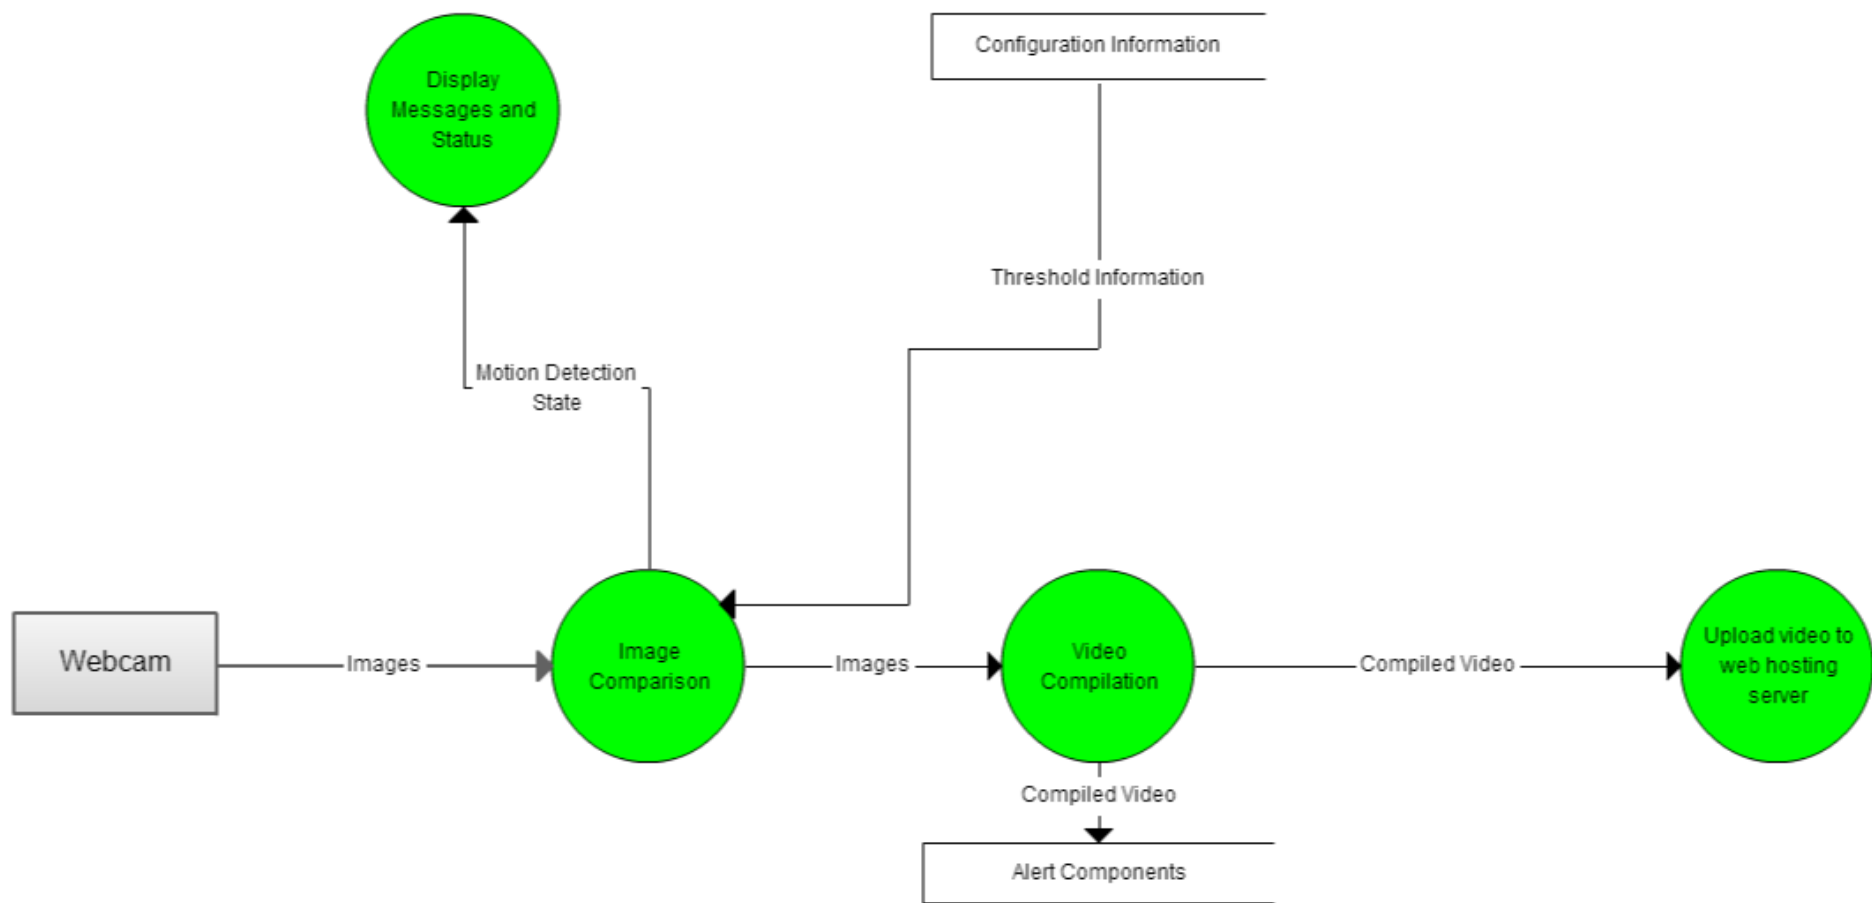 Display
Messages and
Status
Configuration Information
Threshold Information
Motion Detection
State
Webcam
Images
Image
Comparison
Images
Video
Compilation
Compiled Video
Upload video to
web hosting
server
Compiled Video
Alert Components